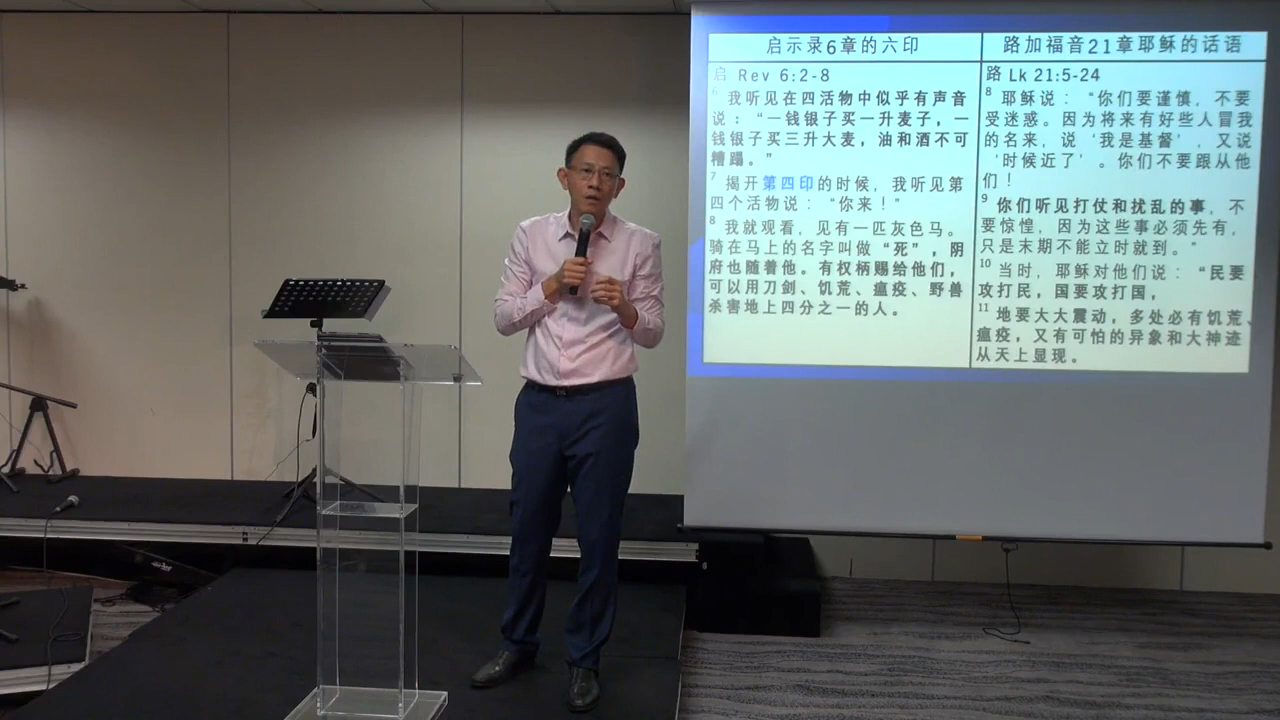 启示录6章的六印
启 Rev 6:2-8
6 我听见在四活物中似乎有声音
说：“一钱银子买一升麦子，一
钱银子买三升大麦，油和酒不可
糟蹋。”
7 揭开第四印的时候，我听见第
四个活物说：“你来！”
8 我就观看，见有一匹灰色马。
骑在马上的名字叫做“死”，阴
府也随着他。有权柄赐给他们，
可以用刀剑、饥荒、瘟疫、野兽
杀害地上四分之一的人。
路加福音21章耶稣的话语
路 Lk 21:5-24
8 耶稣说：“你们要谨慎，不要
受迷惑。因为将来有好些人冒我
的名来，说‘我是基督’，又说
‘时候近了’。你们不要跟从他
们！
9 你们听见打仗和扰乱的事，不
要惊惶，因为这些事必须先有，
只是末期不能立时就到。”
10 当时，耶稣对他们说：“民要
攻打民，国要攻打国，
11 地要大大震动，多处必有饥荒、
瘟疫，又有可怕的异象和大神迹
从天上显现。